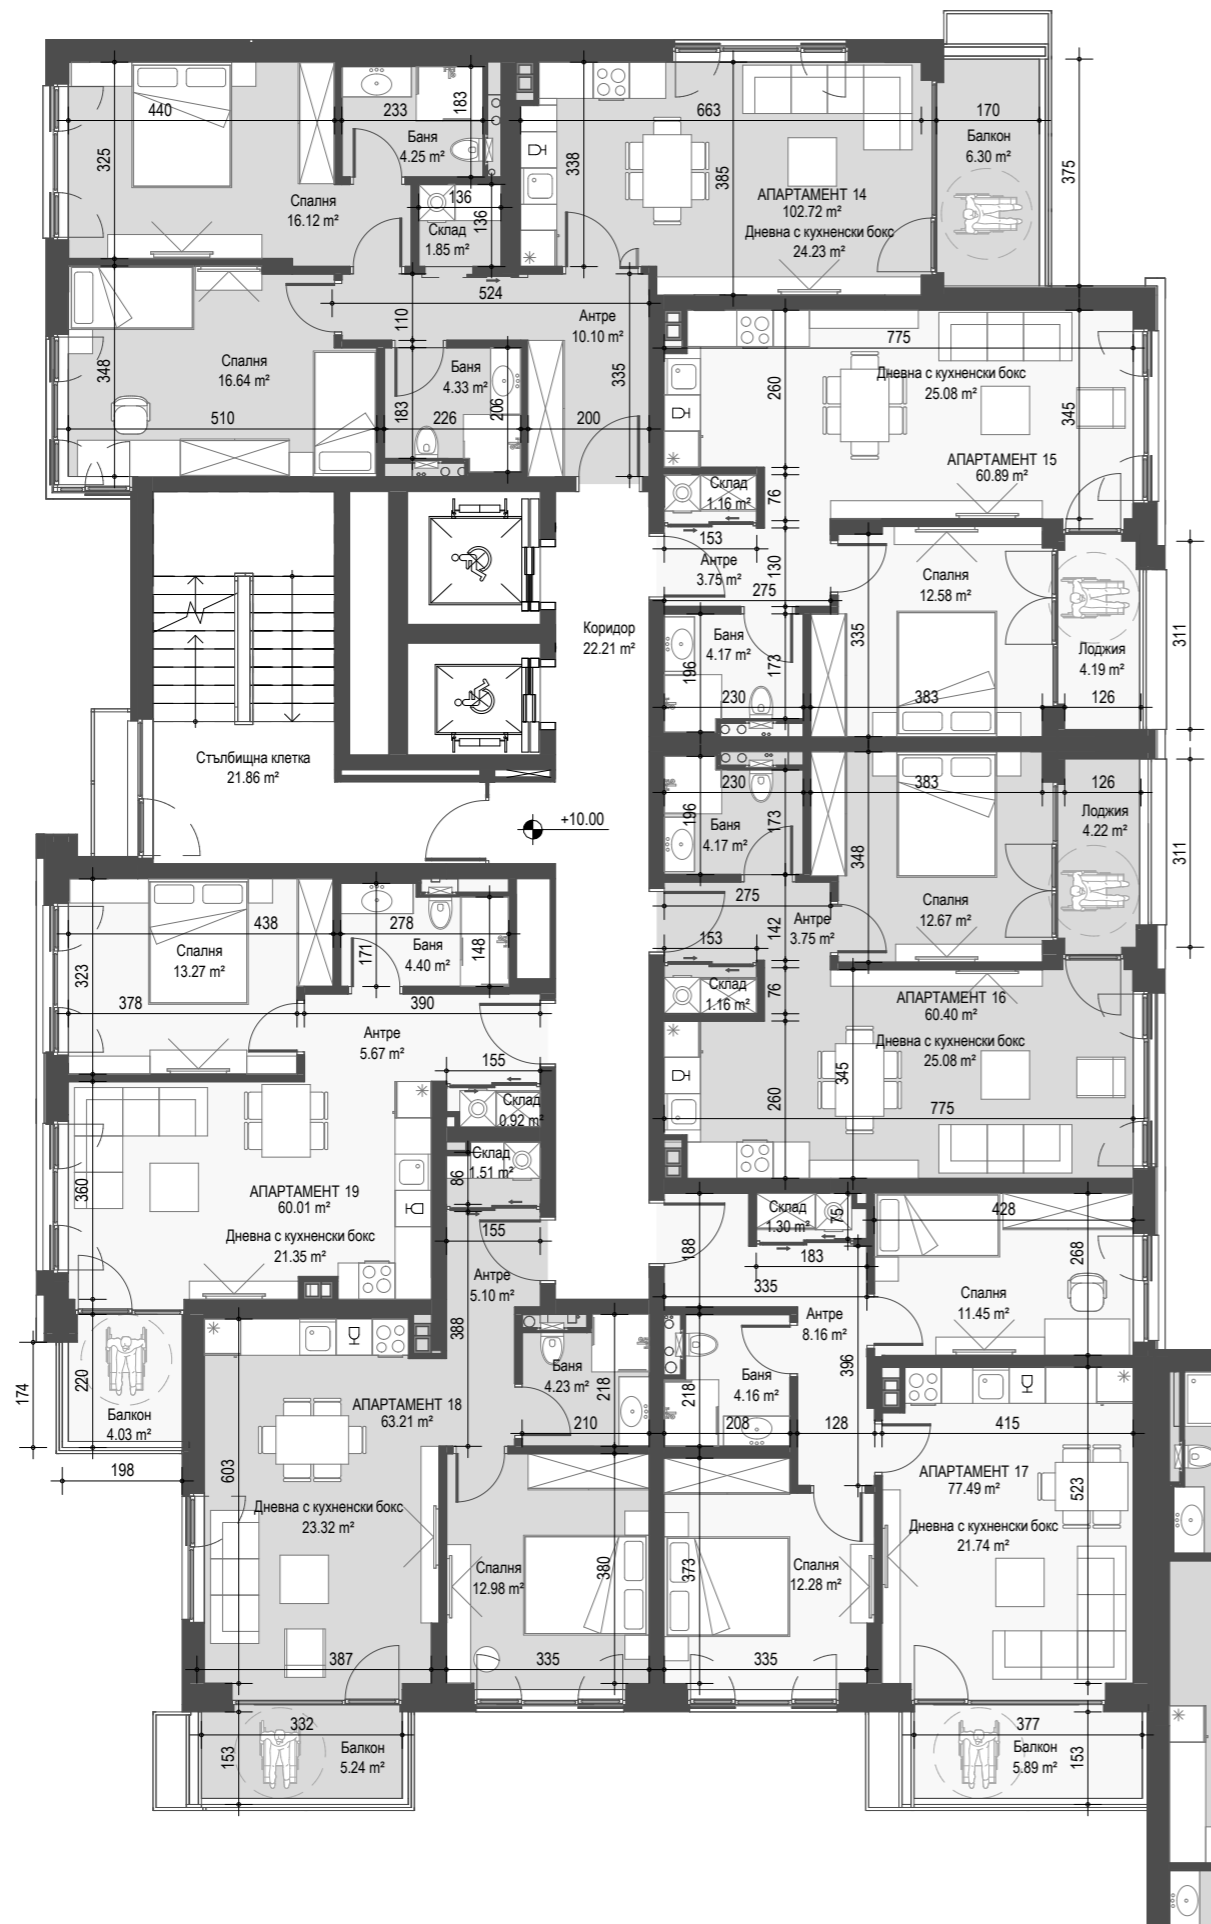 440
233
183
Баня
4.25 m²
325
Спалня
16.12 m²
136
136
Склад
1.85 m²
663
338
385
АПАРТАМЕНТ 14
102.72 m²
Дневна с кухненски бокс
24.23 m²
170
Балкон
6.30 m²
375
524
110
Антре
10.10 m²
335
348
Спалня
16.64 m²
510
Баня
4.33 m²
183
226
206
200
775
260
Дневна с кухненски бокс
25.08 m²
345
АПАРТАМЕНТ 15
60.89 m²
Склад
1.16 m²
76
153
Антре
3.75 m²
130
275
Спалня
12.58 m²
335
Баня
4.17 m²
196
173
230
383
Лоджия
4.19 m²
126
311
Коридор
22.21 m²
Стълбищна клетка
21.86 m²
+10.00
230
383
126
196
Баня
4.17 m²
173
348
Лоджия
4.22 m²
311
275
Антре
3.75 m²
142
153
Спалня
12.67 m²
Склад
1.16 m²
76
АПАРТАМЕНТ 16
60.40 m²
Дневна с кухненски бокс
25.08 m²
345
260
775
438
323
Спалня
13.27 m²
278
171
Баня
4.40 m²
148
378
390
Антре
5.67 m²
155
Склад
0.92 m²
Склад
1.51 m²
86
360
АПАРТАМЕНТ 19
60.01 m²
Дневна с кухненски бокс
21.35 m²
155
Антре
5.10 m²
388
174
220
Балкон
4.03 m²
198
188
Склад
1.30 m²
75
183
335
428
268
Спалня
11.45 m²
Антре
8.16 m²
396
Баня
4.23 m²
218
210
Баня
4.16 m²
218
208
128
415
АПАРТАМЕНТ 18
63.21 m²
603
Дневна с кухненски бокс
23.32 m²
АПАРТАМЕНТ 17
77.49 m²
523
Дневна с кухненски бокс
21.74 m²
Спалня
12.98 m²
380
373
Спалня
12.28 m²
387
335
335
332
153
Балкон
5.24 m²
377
Балкон
5.89 m²
153